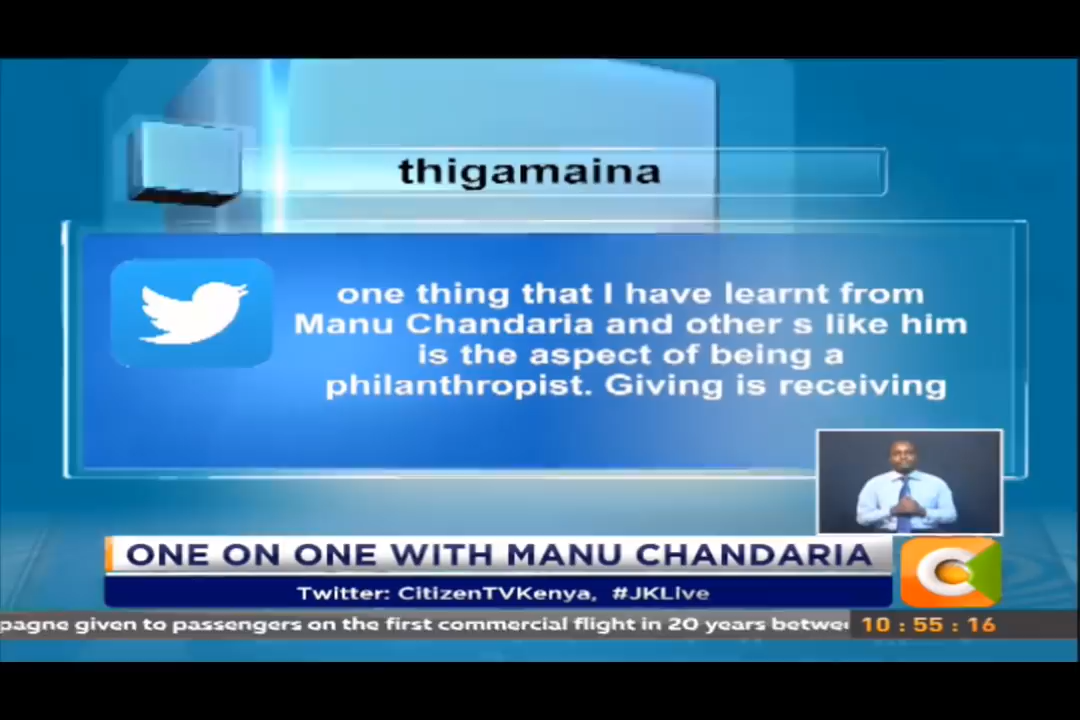 thigamaina
one thing that I have learnt from
Manu Chandaria and other s like him
is the aspect of being a
philanthropist. Giving is receiving
ONE ON ONE WITH MANU CHANDARIA
Twitter: CitizenTVKenya, #JKLive
given to passengers on the first commercial flight in 20 years
10:55:16